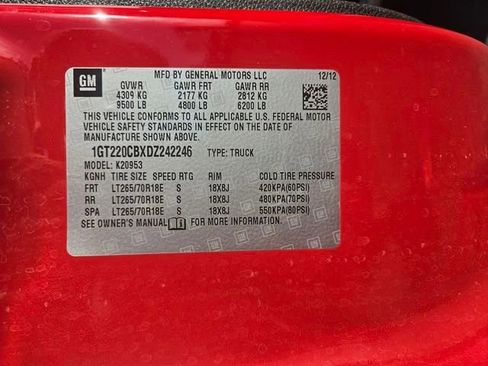 MFD BY GENERAL MOTORS LLC 12/12
GM
GVWR GAWR FRT GAWR RR
4309 KG 2177 KG 2812 KG
9500 LB 4800 LB 6200 LB
THIS VEHICLE CONFORMS TO ALL APPLICABLE U.S. FEDERAL MOTOR
VEHICLE SAFETY STANDARDS IN EFFECT ON THE DATE OF
MANUFACTURE SHOWN ABOVE.
1GT220CBXDZ242246 TYPE: TRUCK
MODEL: K20953
KGNH TIRE SIZE SPEED RTG RIM COLD TIRE PRESSURE
FRT LT265/70R18E S 18X8J 420KPA(60PSI)
RR LT265/70R18E S 18X8J 480KPA(70PSI)
SPA LT265/70R18E S 18X8J 550KPA(80PSI)
SEE OWNER'S MANUAL FOR MORE INFORMATION.